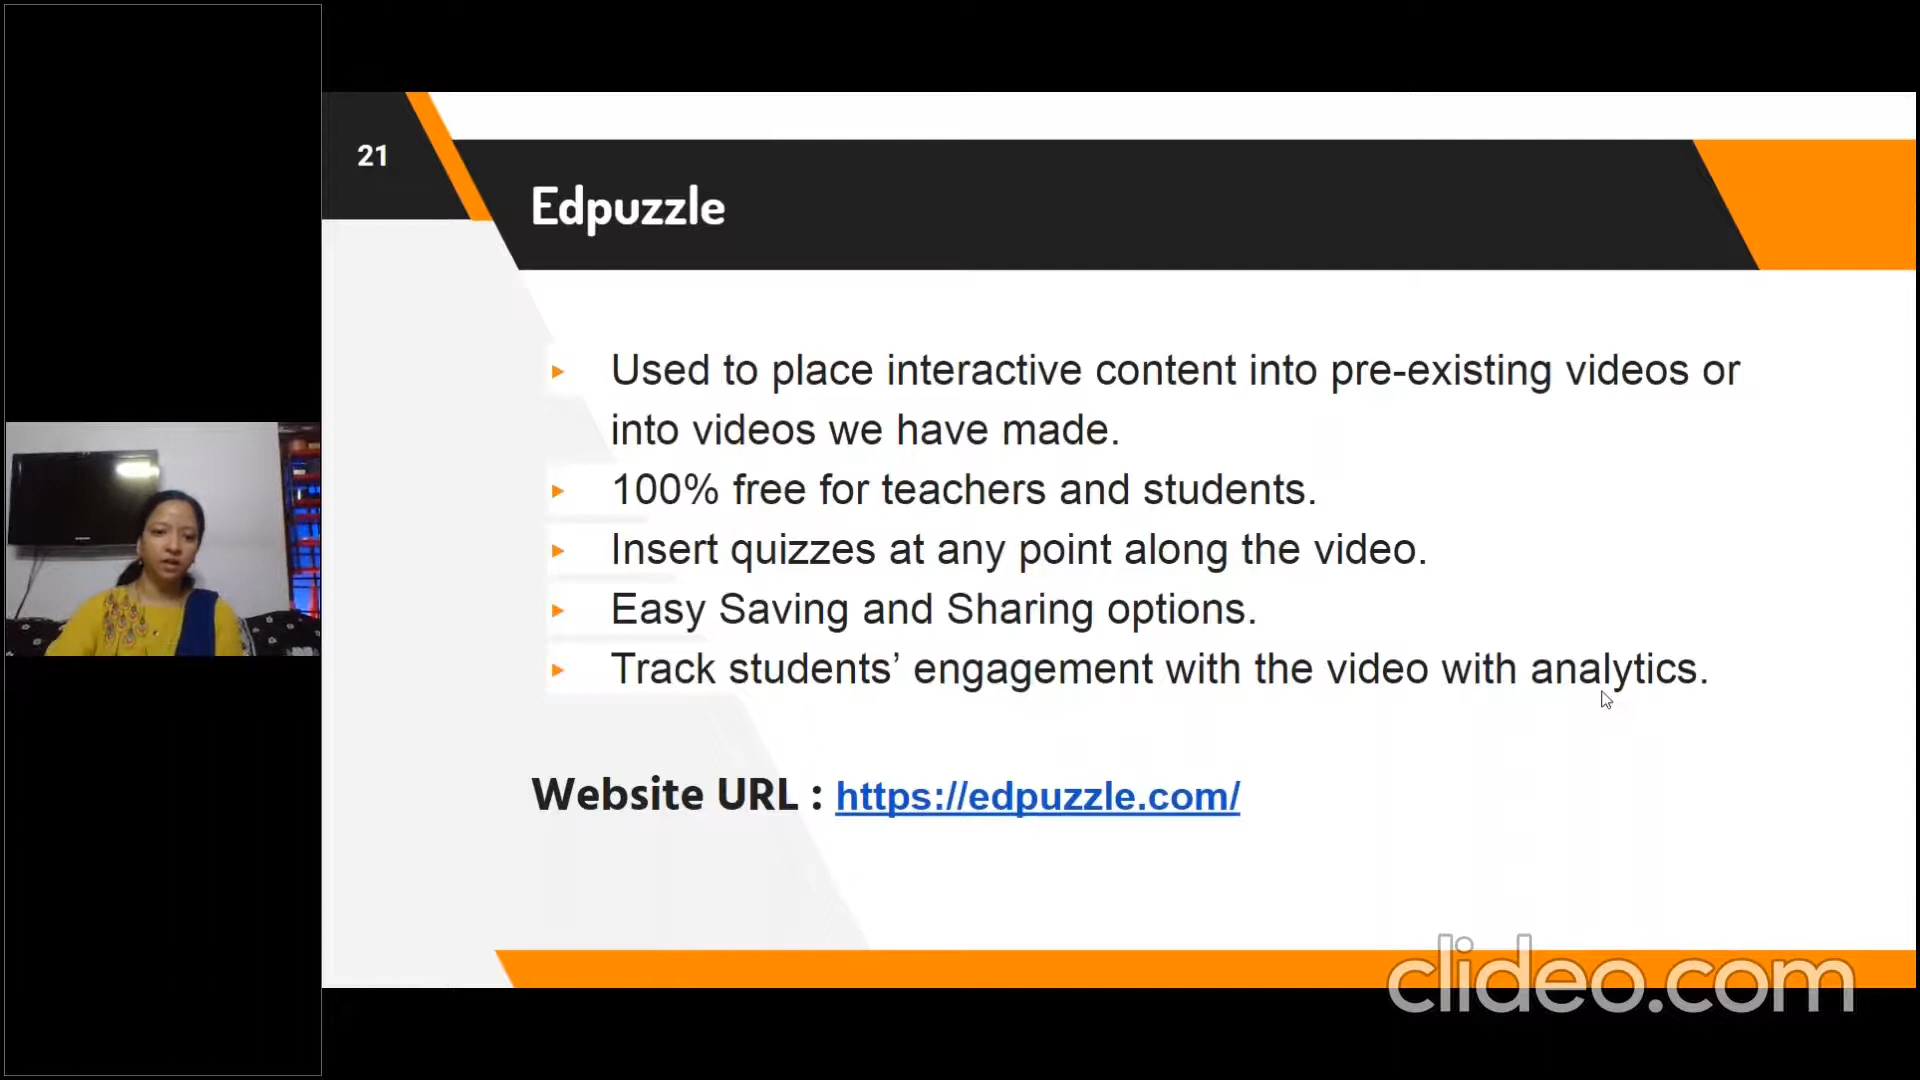 21
Edpuzzle
Used to place interactive content into pre-existing videos or
into videos we have made.
100% free for teachers and students.
Insert quizzes at any point along the video.
Easy Saving and Sharing options.
Track students’ engagement with the video with analytics.
Website URL : https://edpuzzle.com/
clideo.com